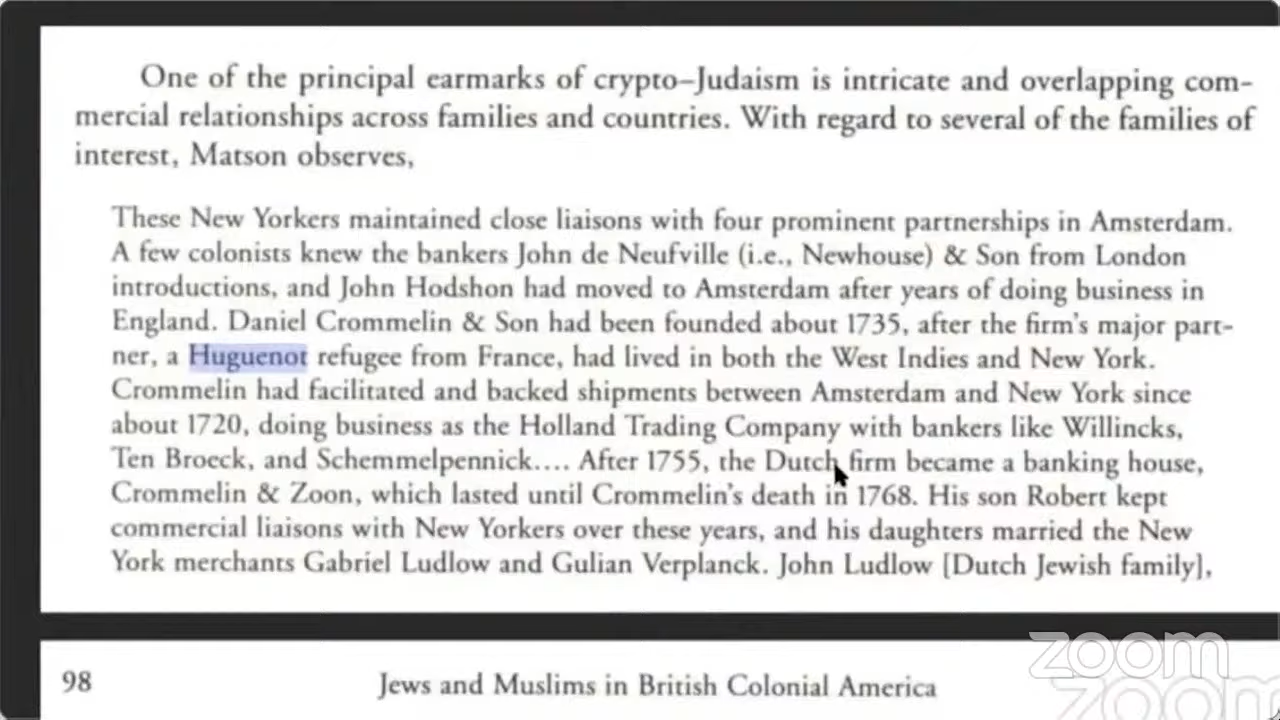 One of the principal earmarks of crypto–Judaism is intricate and overlapping com-
mercial relationships across families and countries. With regard to several of the families of
interest, Matson observes,
These New Yorkers maintained close liaisons with four prominent partnerships in Amsterdam.
A few colonists knew the bankers John de Neufville (i.e., Newhouse) & Son from London
introductions, and John Hodshon had moved to Amsterdam after years of doing business in
England. Daniel Crommelin & Son had been founded about 1735, after the firm's major part-
ner, a Huguenot refugee from France, had lived in both the West Indies and New York.
Crommelin had facilitated and backed shipments between Amsterdam and New York since
about 1720, doing business as the Holland Trading Company with bankers like Willincks,
Ten Broeck, and Schemmelpennick.... After 1755, the Dutch firm became a banking house,
Crommelin & Zoon, which lasted until Crommelin's death in 1768. His son Robert kept
commercial liaisons with New Yorkers over these years, and his daughters married the New
York merchants Gabriel Ludlow and Gulian Verplanck. John Ludlow [Dutch Jewish family],
98 Jews and Muslims in British Colonial America
zoom
zoom